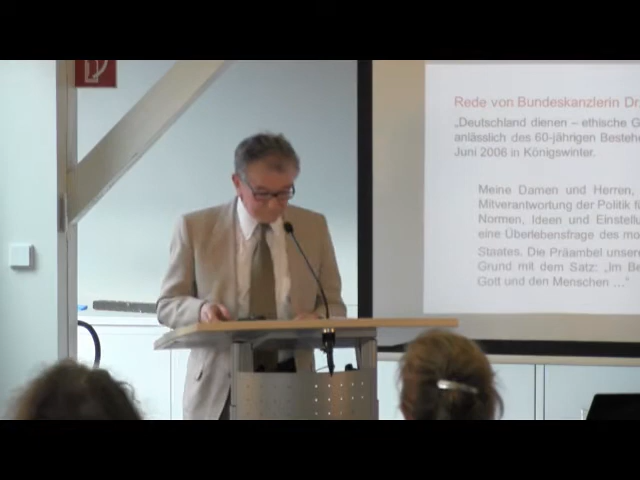 Rede von Bundeskanzlerin Dr
„Deutschland dienen – ethische G
anlässlich des 60-jährigen Bestehe
Juni 2006 in Königswinter.
Meine Damen und Herren,
Mitverantwortung der Politik fü
Normen, Ideen und Einstellu
eine Überlebensfrage des mo
Staates. Die Präambel unsere
Grund mit dem Satz: „Im Be
Gott und den Menschen …"